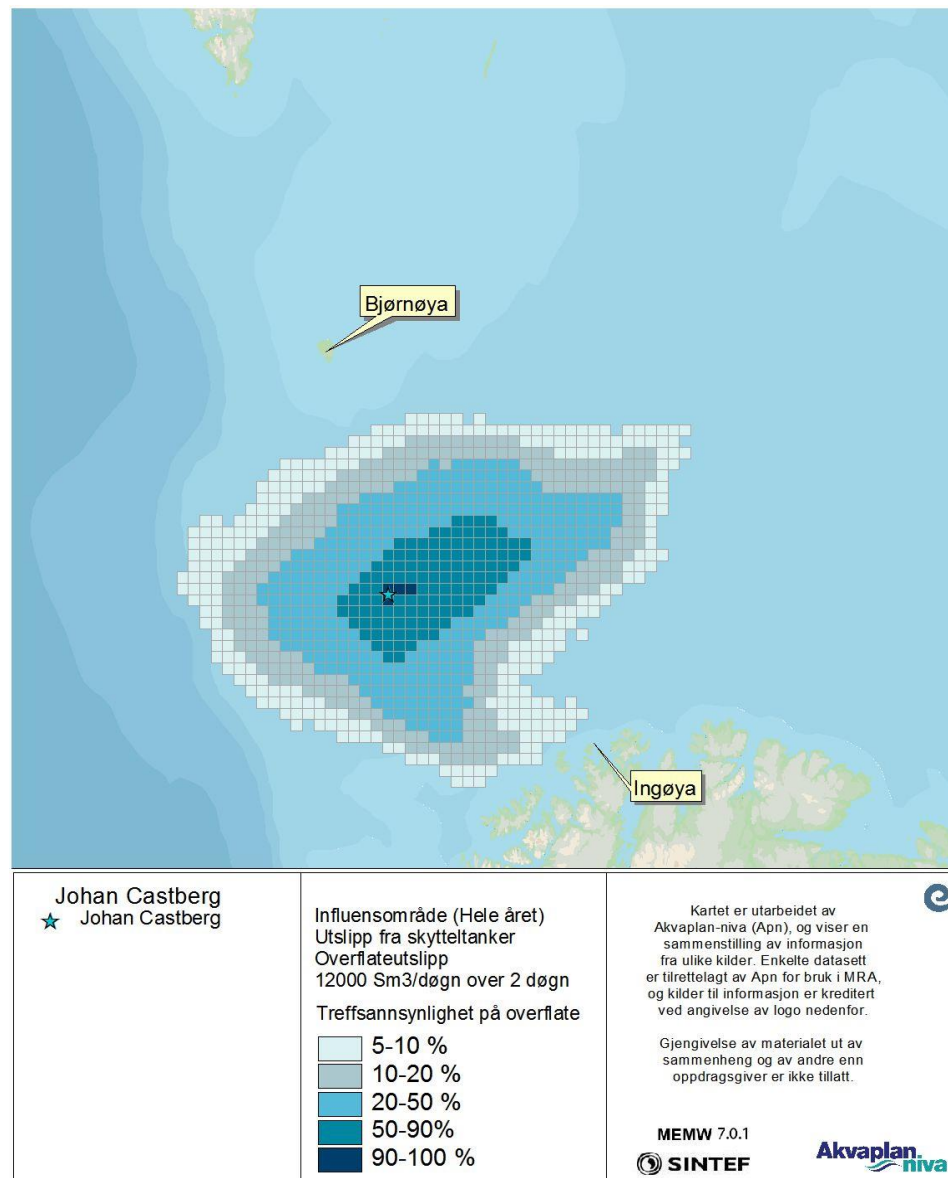 Bjørnøya
Ingøya
Johan Castberg
Johan Castberg
Influensområde (Hele året)
Utslipp fra skytteltanker
Overflateutslipp
12000 Sm3/døgn over 2 døgn
Treffsannsynlighet på overflate
5-10 %
10-20 %
20-50 %
50-90%
90-100 %
Kartet er utarbeidet av
Akvaplan-niva (Apn), og viser en
sammenstilling av informasjon
fra ulike kilder. Enkelte datasett
er tilrettelagt av Apn for bruk i MRA,
og kilder til informasjon er kreditert
ved angivelse av logo nedenfor.
Gjengivelse av materialet ut av
sammenheng og av andre enn
oppdragsgiver er ikke tillatt.
MEMW 7.0.1
SINTEF
Akvaplan
niva